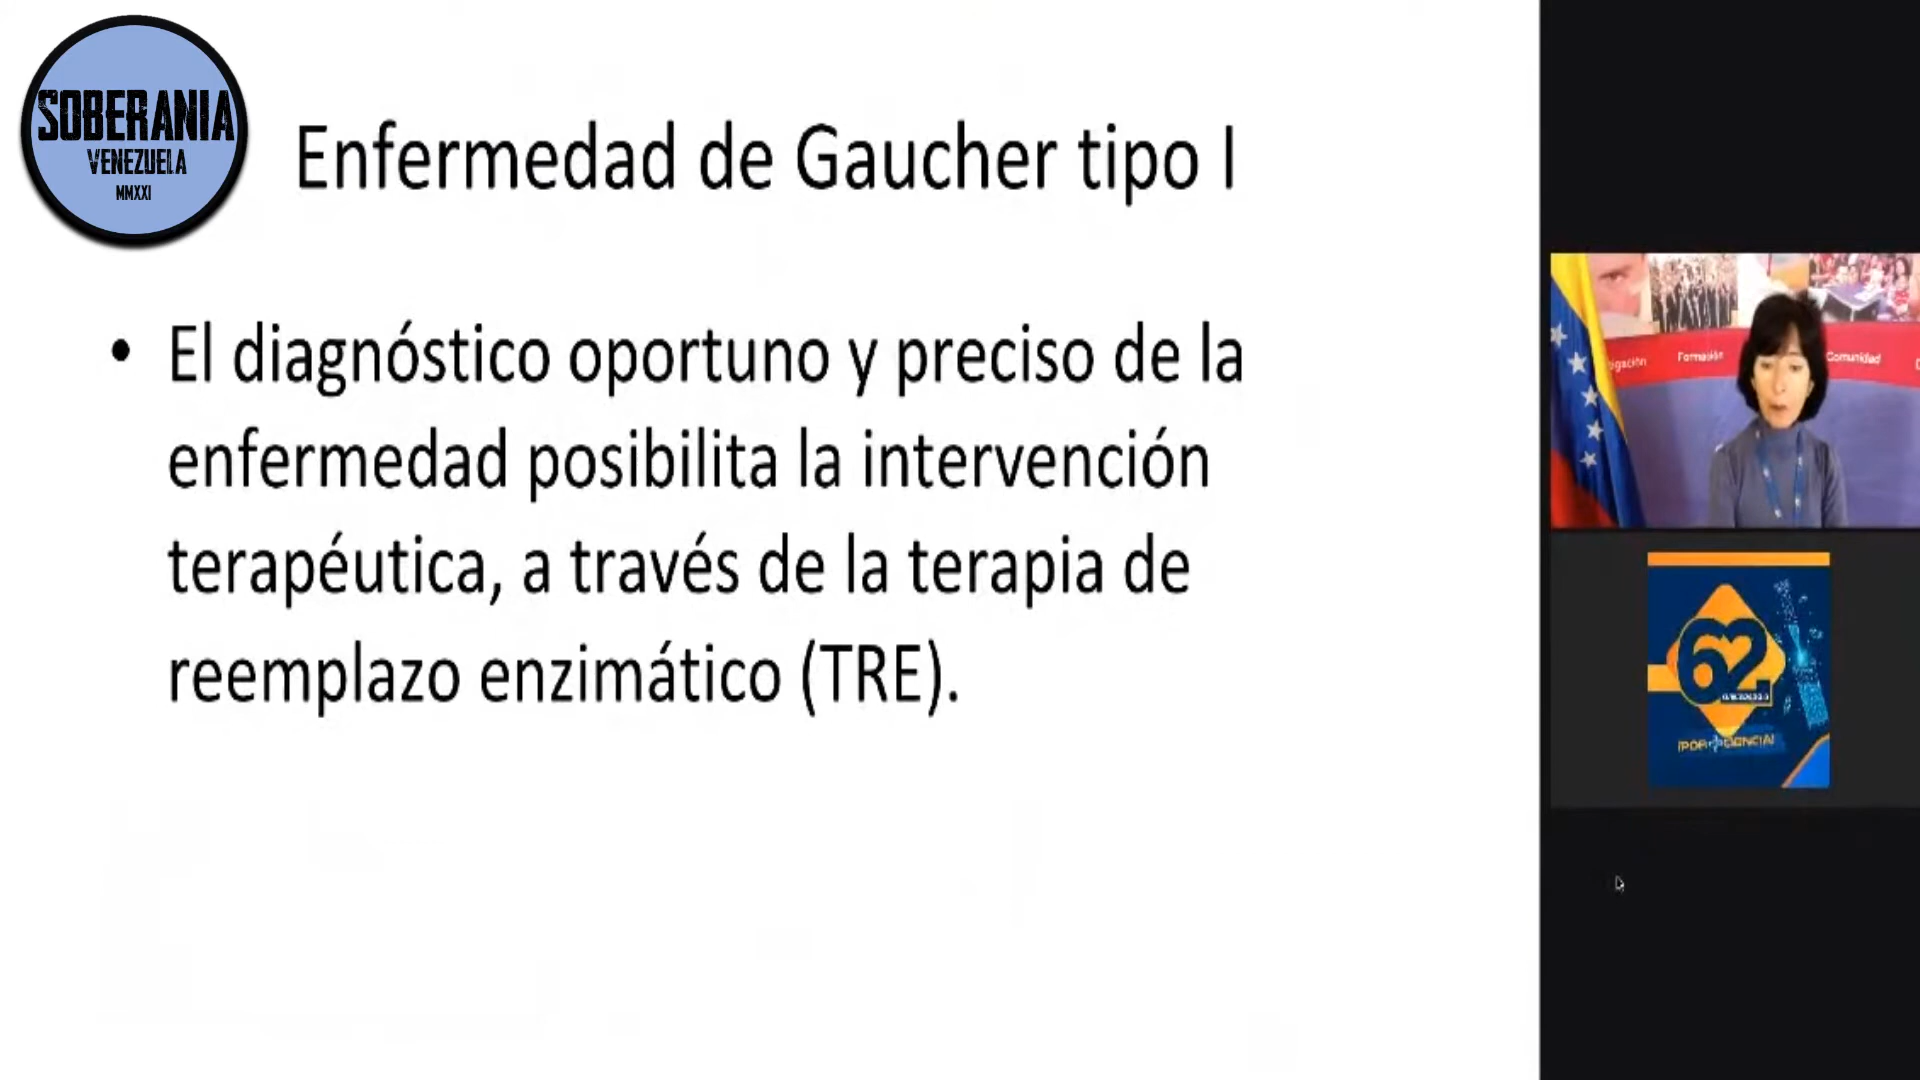 SOBERANIA
VENEZUELA
MMXXI
Enfermedad de Gaucher tipo I
• El diagnóstico oportuno y preciso de la
enfermedad posibilita la intervención
terapéutica, a través de la terapia de
reemplazo enzimático (TRE).
Formación
Comunidad
62